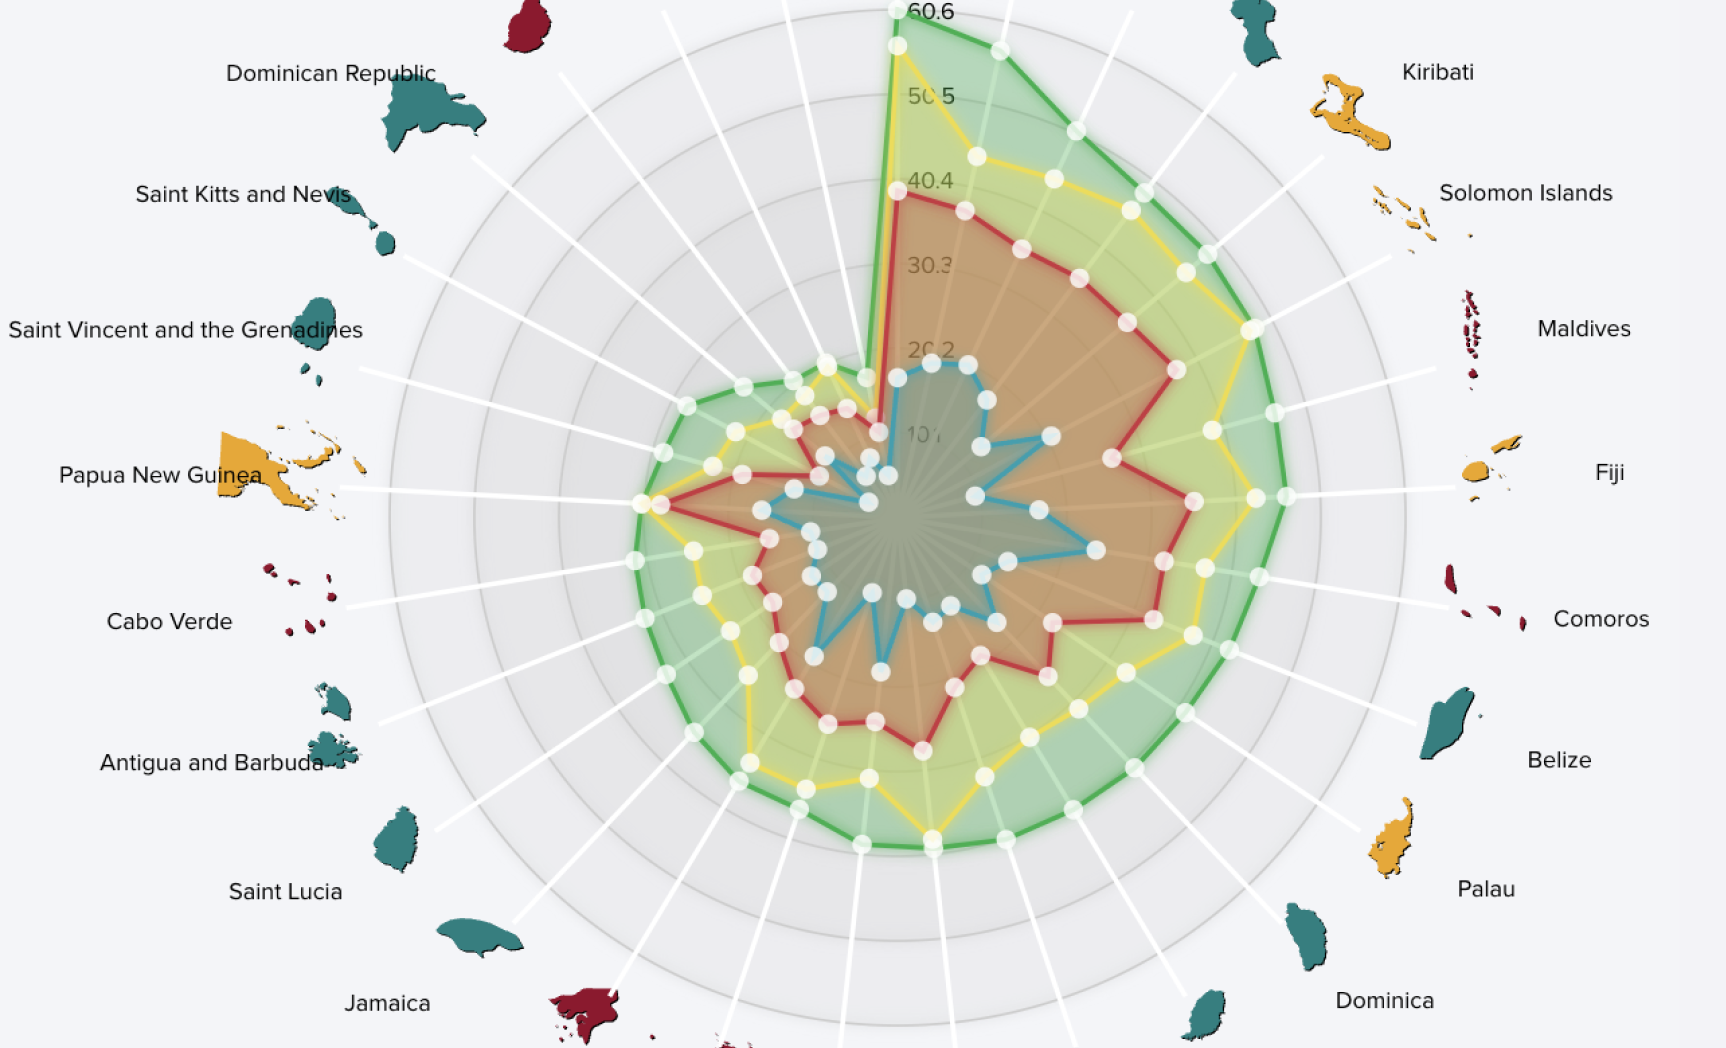 60.6
50.5
40.4
30.3
20.2
10.1
Kiribati
Solomon Islands
Maldives
Fiji
Comoros
Belize
Palau
Dominica
Jamaica
Saint Lucia
Antigua and Barbuda
Cabo Verde
Papua New Guinea
Saint Vincent and the Grenadines
Saint Kitts and Nevis
Dominican Republic